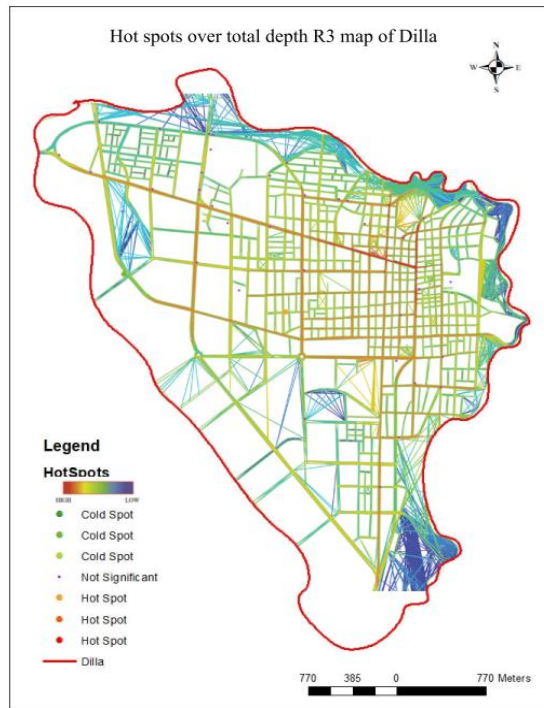 Hot spots over total depth R3 map of Dilla
N
W E
S
Legend
HotSpots
HIGH LOW
Cold Spot
Cold Spot
Cold Spot
Not Significant
Hot Spot
Hot Spot
Hot Spot
Dilla
770 385 0 770 Meters